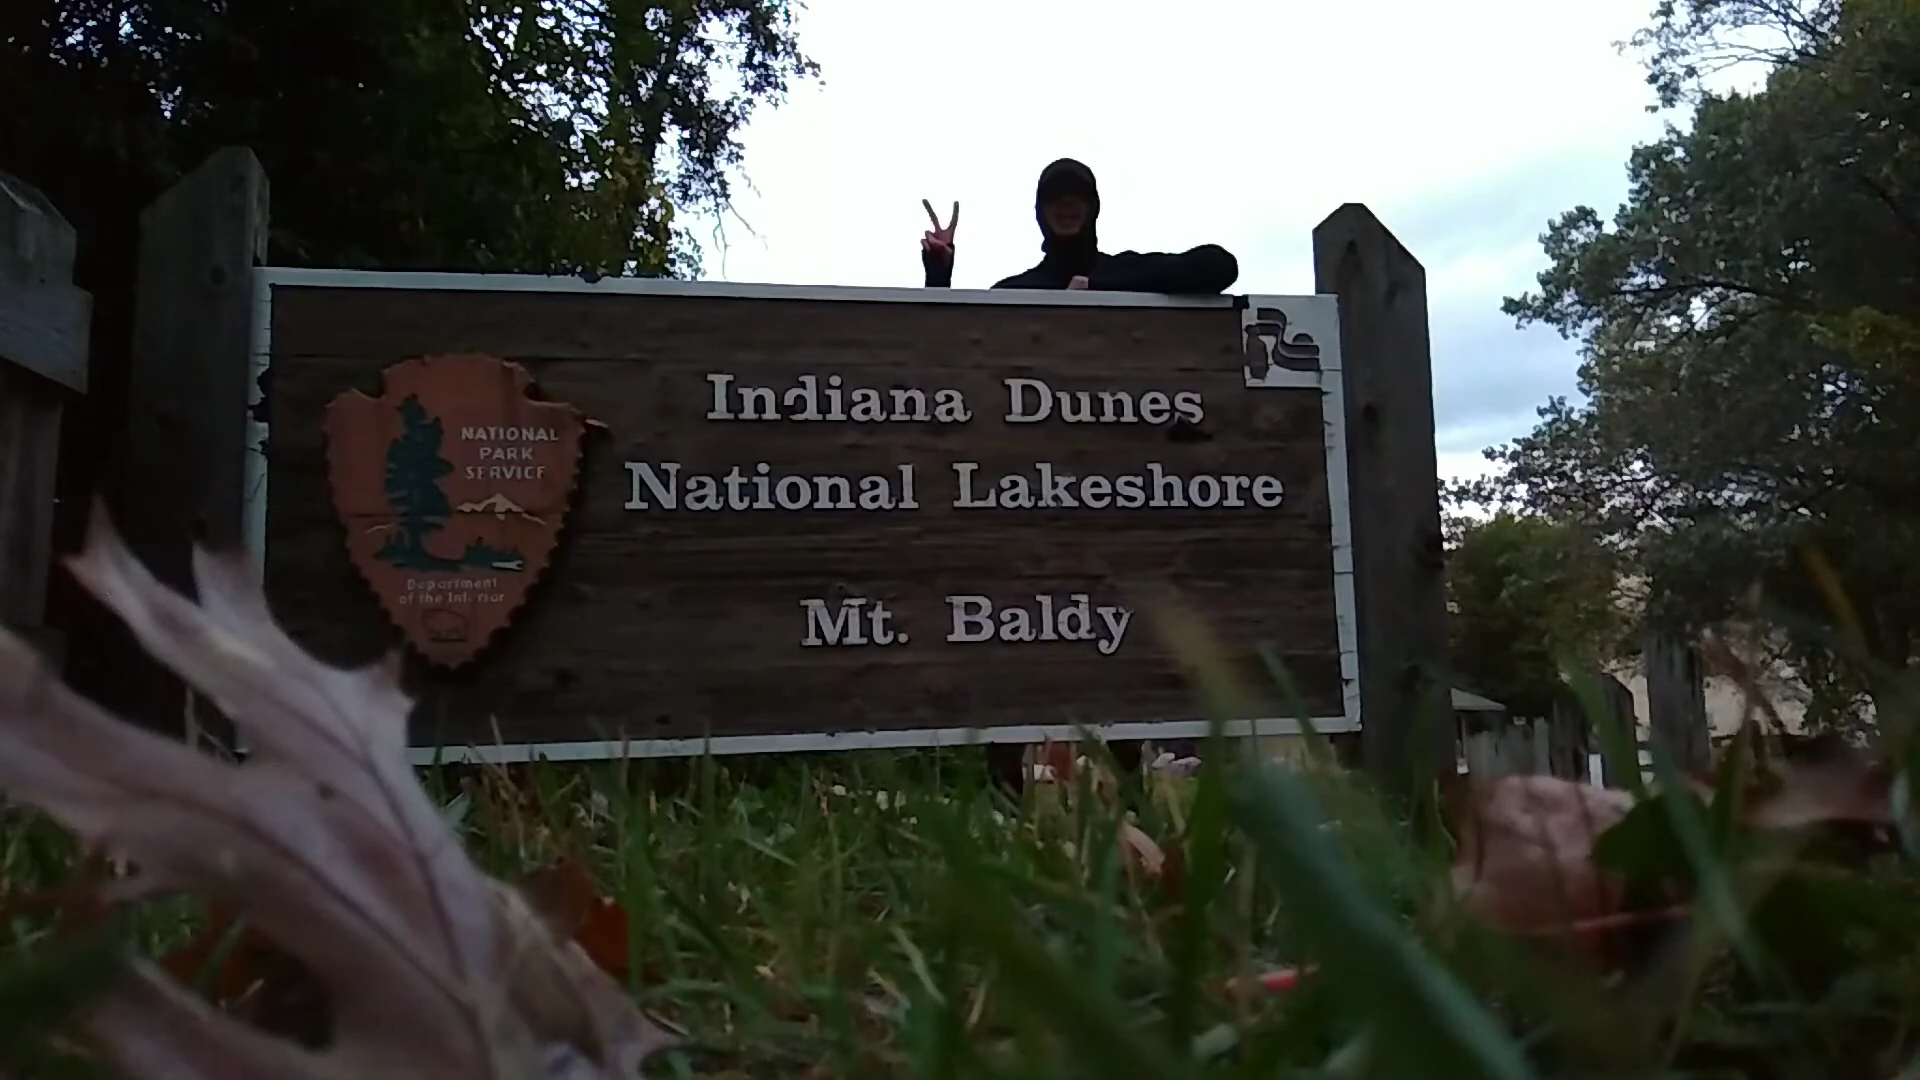 Indiana Dunes
National Lakeshore
Mt. Baldy
NATIONAL
PARK
SERVICE
Department
of the Interior